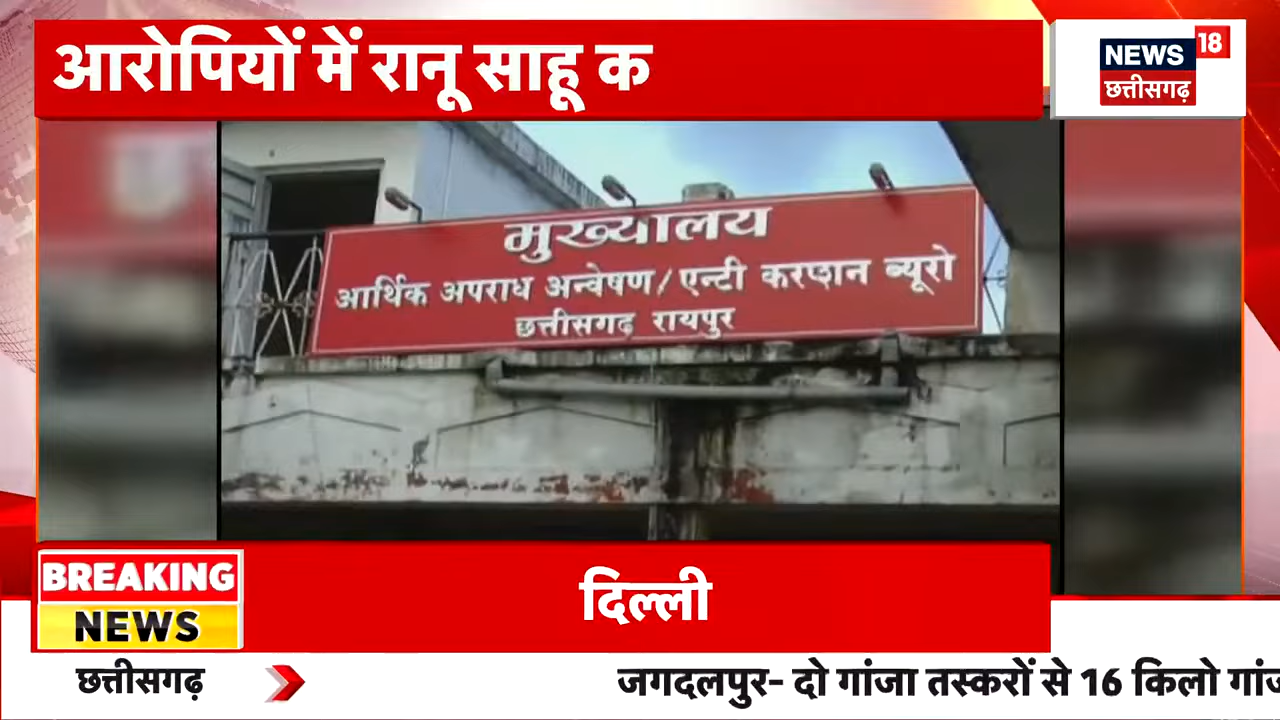 आरोपियों में रानू साहू क
NEWS 18
छत्तीसगढ़
मुख्यालय
आर्थिक अपराध अन्वेषण/एन्टी करप्शन ब्यूरो
छत्तीसगढ़ रायपुर
BREAKING
NEWS
दिल्ली
छत्तीसगढ़
जगदलपुर- दो गांजा तस्करों से 16 किलो गांज